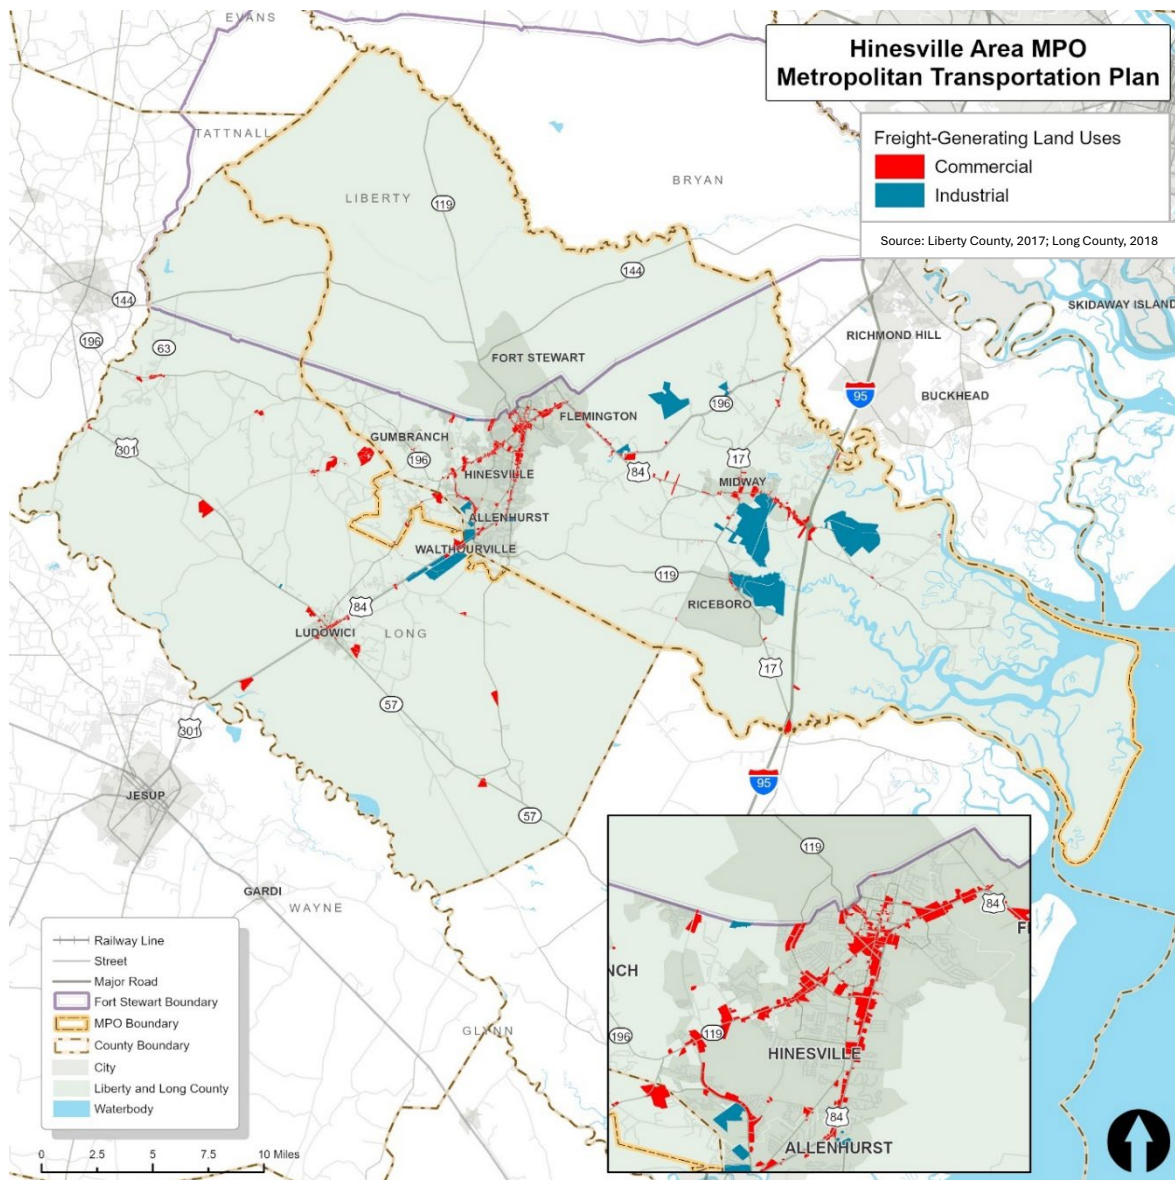 Hinesville Area MPO
Metropolitan Transportation Plan
Freight-Generating Land Uses
Commercial
Industrial
Source: Liberty County, 2017; Long County, 2018
EVANS
TATTNALL
LIBERTY
BRYAN
119
144
144
196
63
301
SKIDAWAY ISLAND
RICHMOND HILL
BUCKHEAD
95
FORT STEWART
FLEMINGTON
196
GUMBRANCH
196
HINESVILLE
84
17
MIDWAY
ALLENHURST
WALTHOURVILLE
119
RICEBORO
84
LUDOWICI
LONG
17
57
301
95
JESUP
57
GARDI
WAYNE
GLYNN
Railway Line
Street
Major Road
Fort Stewart Boundary
MPO Boundary
County Boundary
City
Liberty and Long County
Waterbody
0 2.5 5 7.5 10 Miles
119
84
FL
NCH
119
196
HINESVILLE
84
ALLENHURST